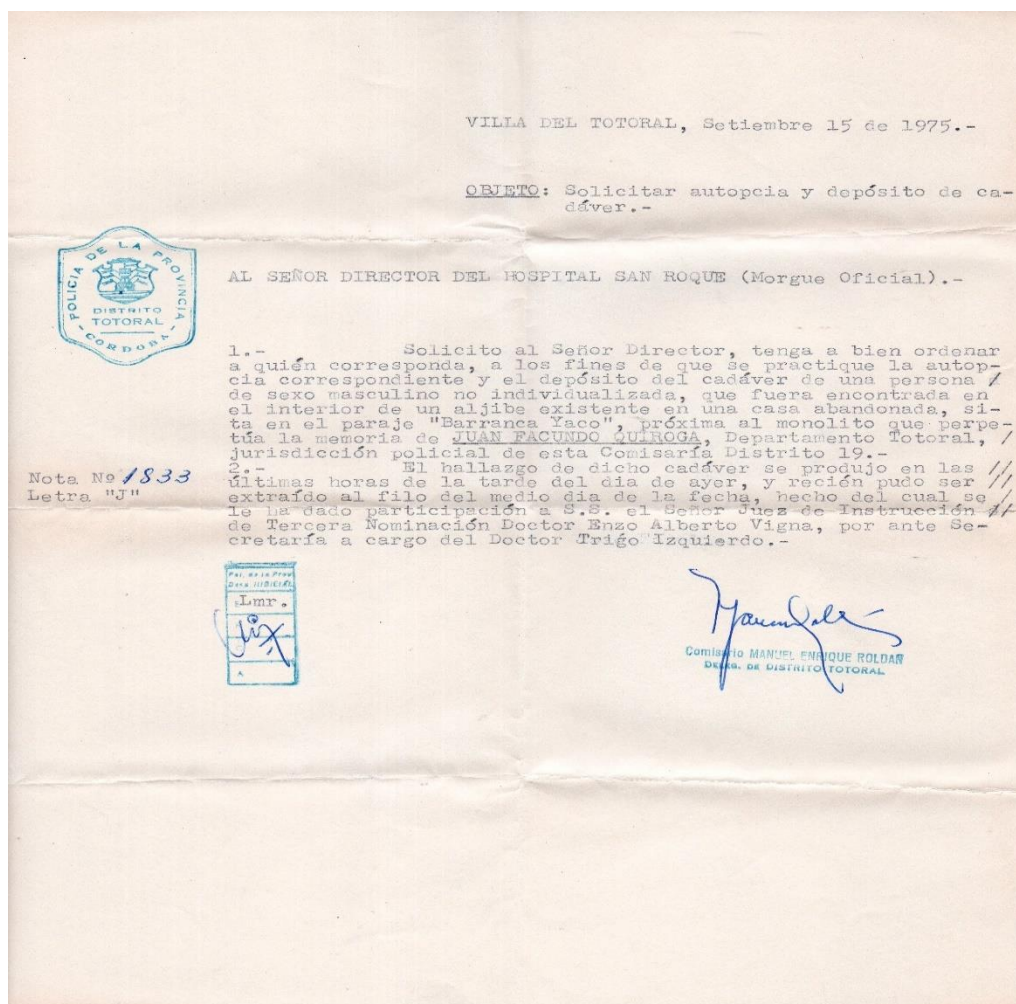 VILLA DEL TOTORAL, Setiembre 15 de 1975.-
OBJETO: Solicitar autopcia y depósito de ca-
dáver.-
POLICIA DE LA PROVINCIA
DISTRITO
TOTORAL
- CORDOBA -
AL SEÑOR DIRECTOR DEL HOSPITAL SAN ROQUE (Morgue Oficial).-
1.- Solicito al Señor Director, tenga a bien ordenar
a quién corresponda, a los fines de que se practique la autop-
cia correspondiente y el depósito del cadáver de una persona /
de sexo masculino no individualizada, que fuera encontrada en
el interior de un aljibe existente en una casa abandonada, si-
ta en el paraje "Barranca Yaco", próxima al monolito que perpe-
túa la memoria de JUAN FACUNDO QUIROGA, Departamento Totoral, /
jurisdicción policial de esta Comisaría Distrito 19.-
Nota Nº 1833
Letra "J"
2.- El hallazgo de dicho cadáver se produjo en las //
últimas horas de la tarde del dia de ayer, y recién pudo ser //
extraído al filo del medio dia de la fecha, hecho del cual se /
le ha dado participación a S.S. el Señor Juez de Instrucción //
de Tercera Nominación Doctor Enzo Alberto Vigna, por ante Se-
cretaría a cargo del Doctor Trigo Izquierdo.-
Pol. de la Prov
Lmr.
A
Comisario MANUEL ENRIQUE ROLDAN
DE DISTRITO TOTORAL